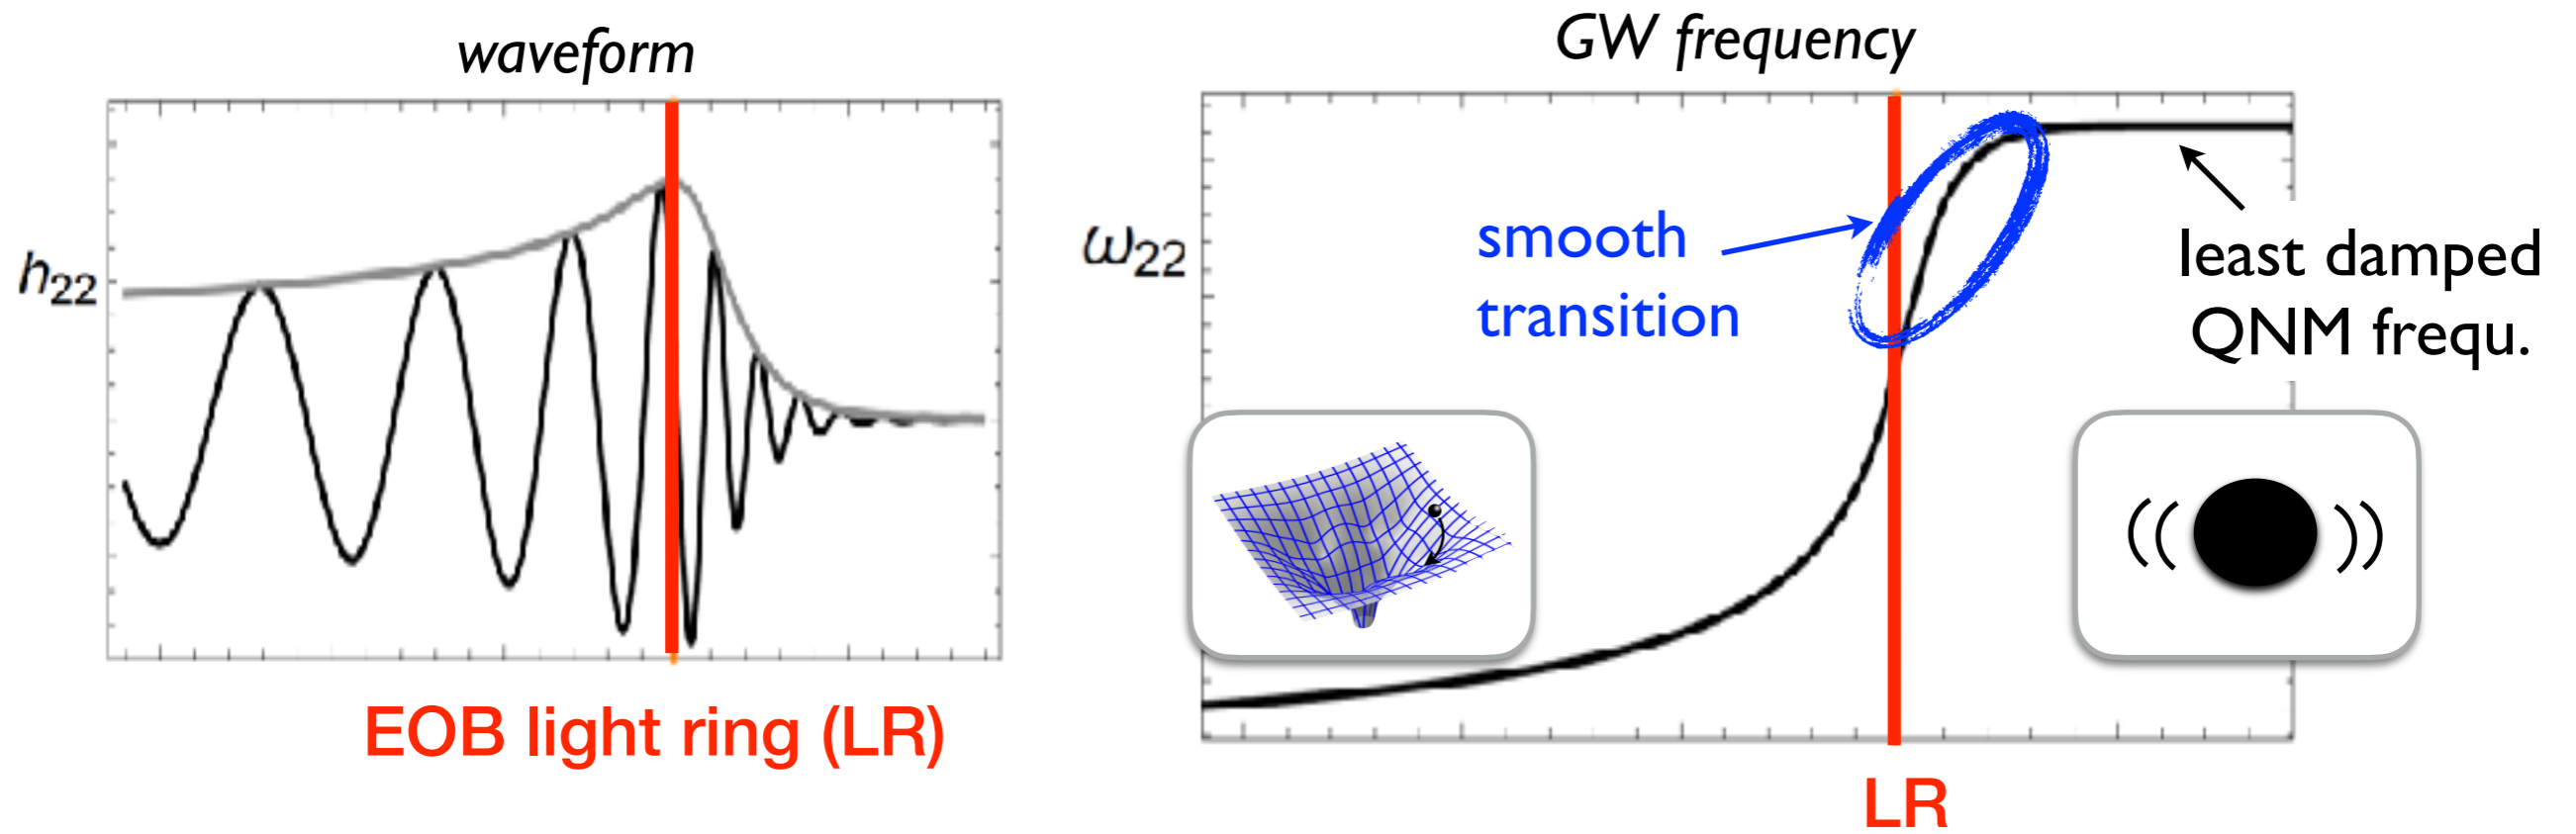 waveform
h22
EOB light ring (LR)
GW frequency
ω22
smooth
transition
least damped
QNM frequ.
LR